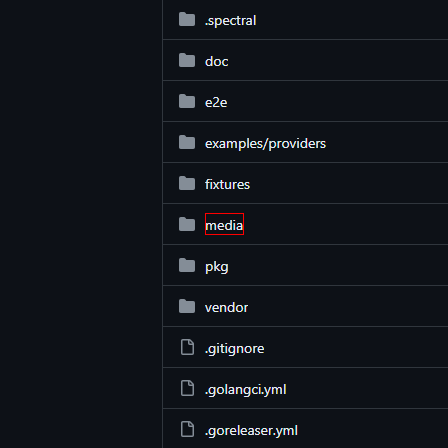 .spectral
doc
e2e
examples/providers
fixtures
media
pkg
vendor
.gitignore
.golangci.yml
.goreleaser.yml